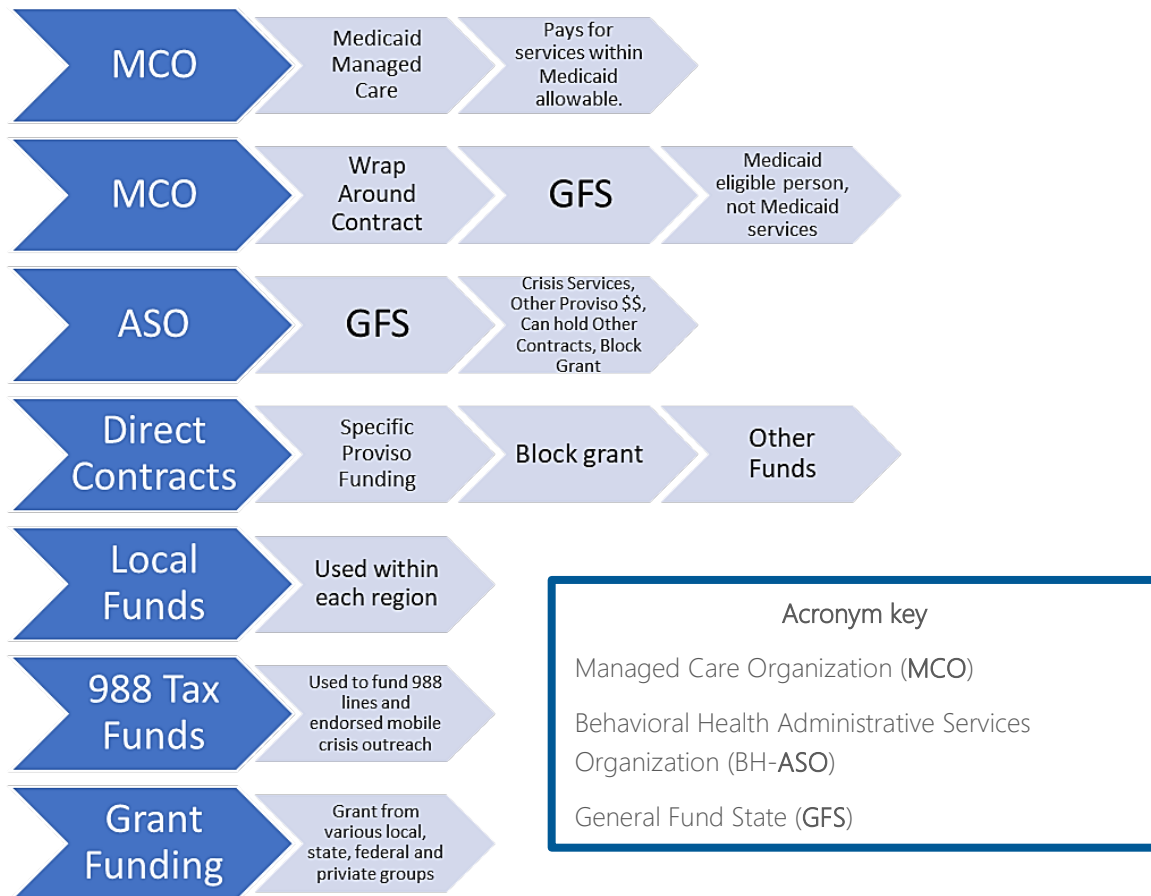 MCO
Medicaid
Managed
Care
Pays for
services within
Medicaid
allowable.
MCO
Wrap
Around
Contract
GFS
Medicaid
eligible person,
not Medicaid
services
ASO
GFS
Crisis Services,
Other Proviso $$,
Can hold Other
Contracts, Block
Grant
Direct
Contracts
Specific
Proviso
Funding
Block grant
Other
Funds
Local
Funds
Used within
each region
988 Tax
Funds
Used to fund 988
lines and
endorsed mobile
crisis outreach
Grant
Funding
Grant from
various local,
state, federal and
priviate groups
Acronym key
Managed Care Organization (MCO)
Behavioral Health Administrative Services
Organization (BH-ASO)
General Fund State (GFS)